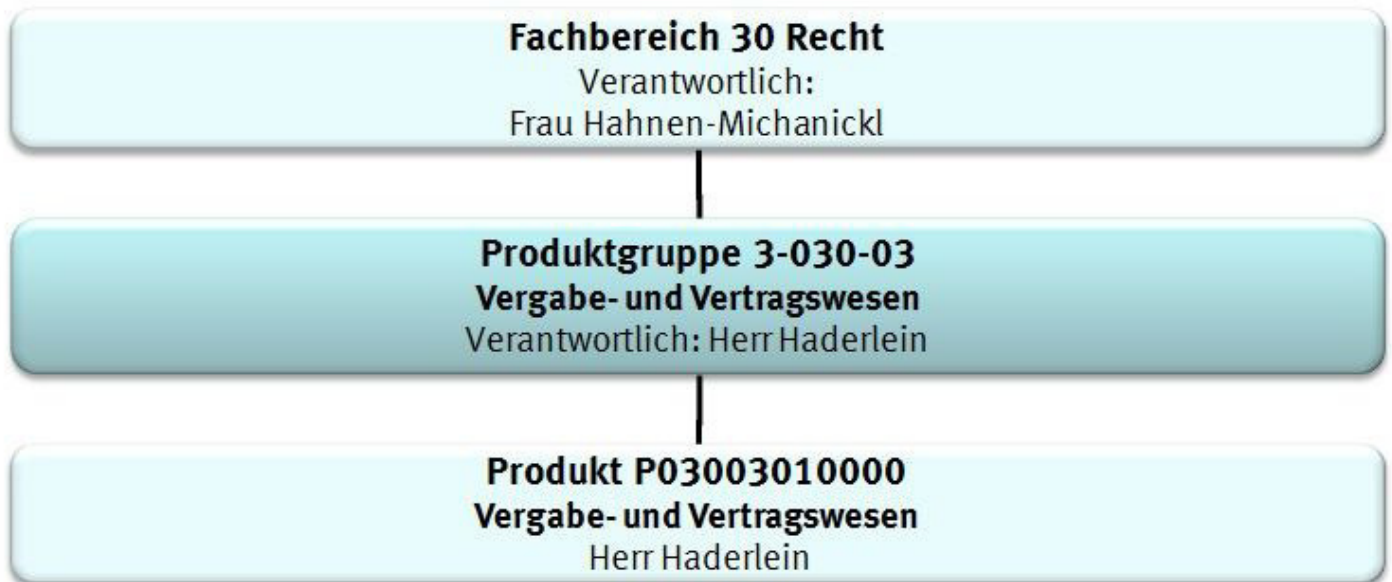 Fachbereich 30 Recht
Verantwortlich:
Frau Hahnen-Michanickl
Produktgruppe 3-030-03
Vergabe- und Vertragswesen
Verantwortlich: Herr Haderlein
Produkt P03003010000
Vergabe- und Vertragswesen
Herr Haderlein